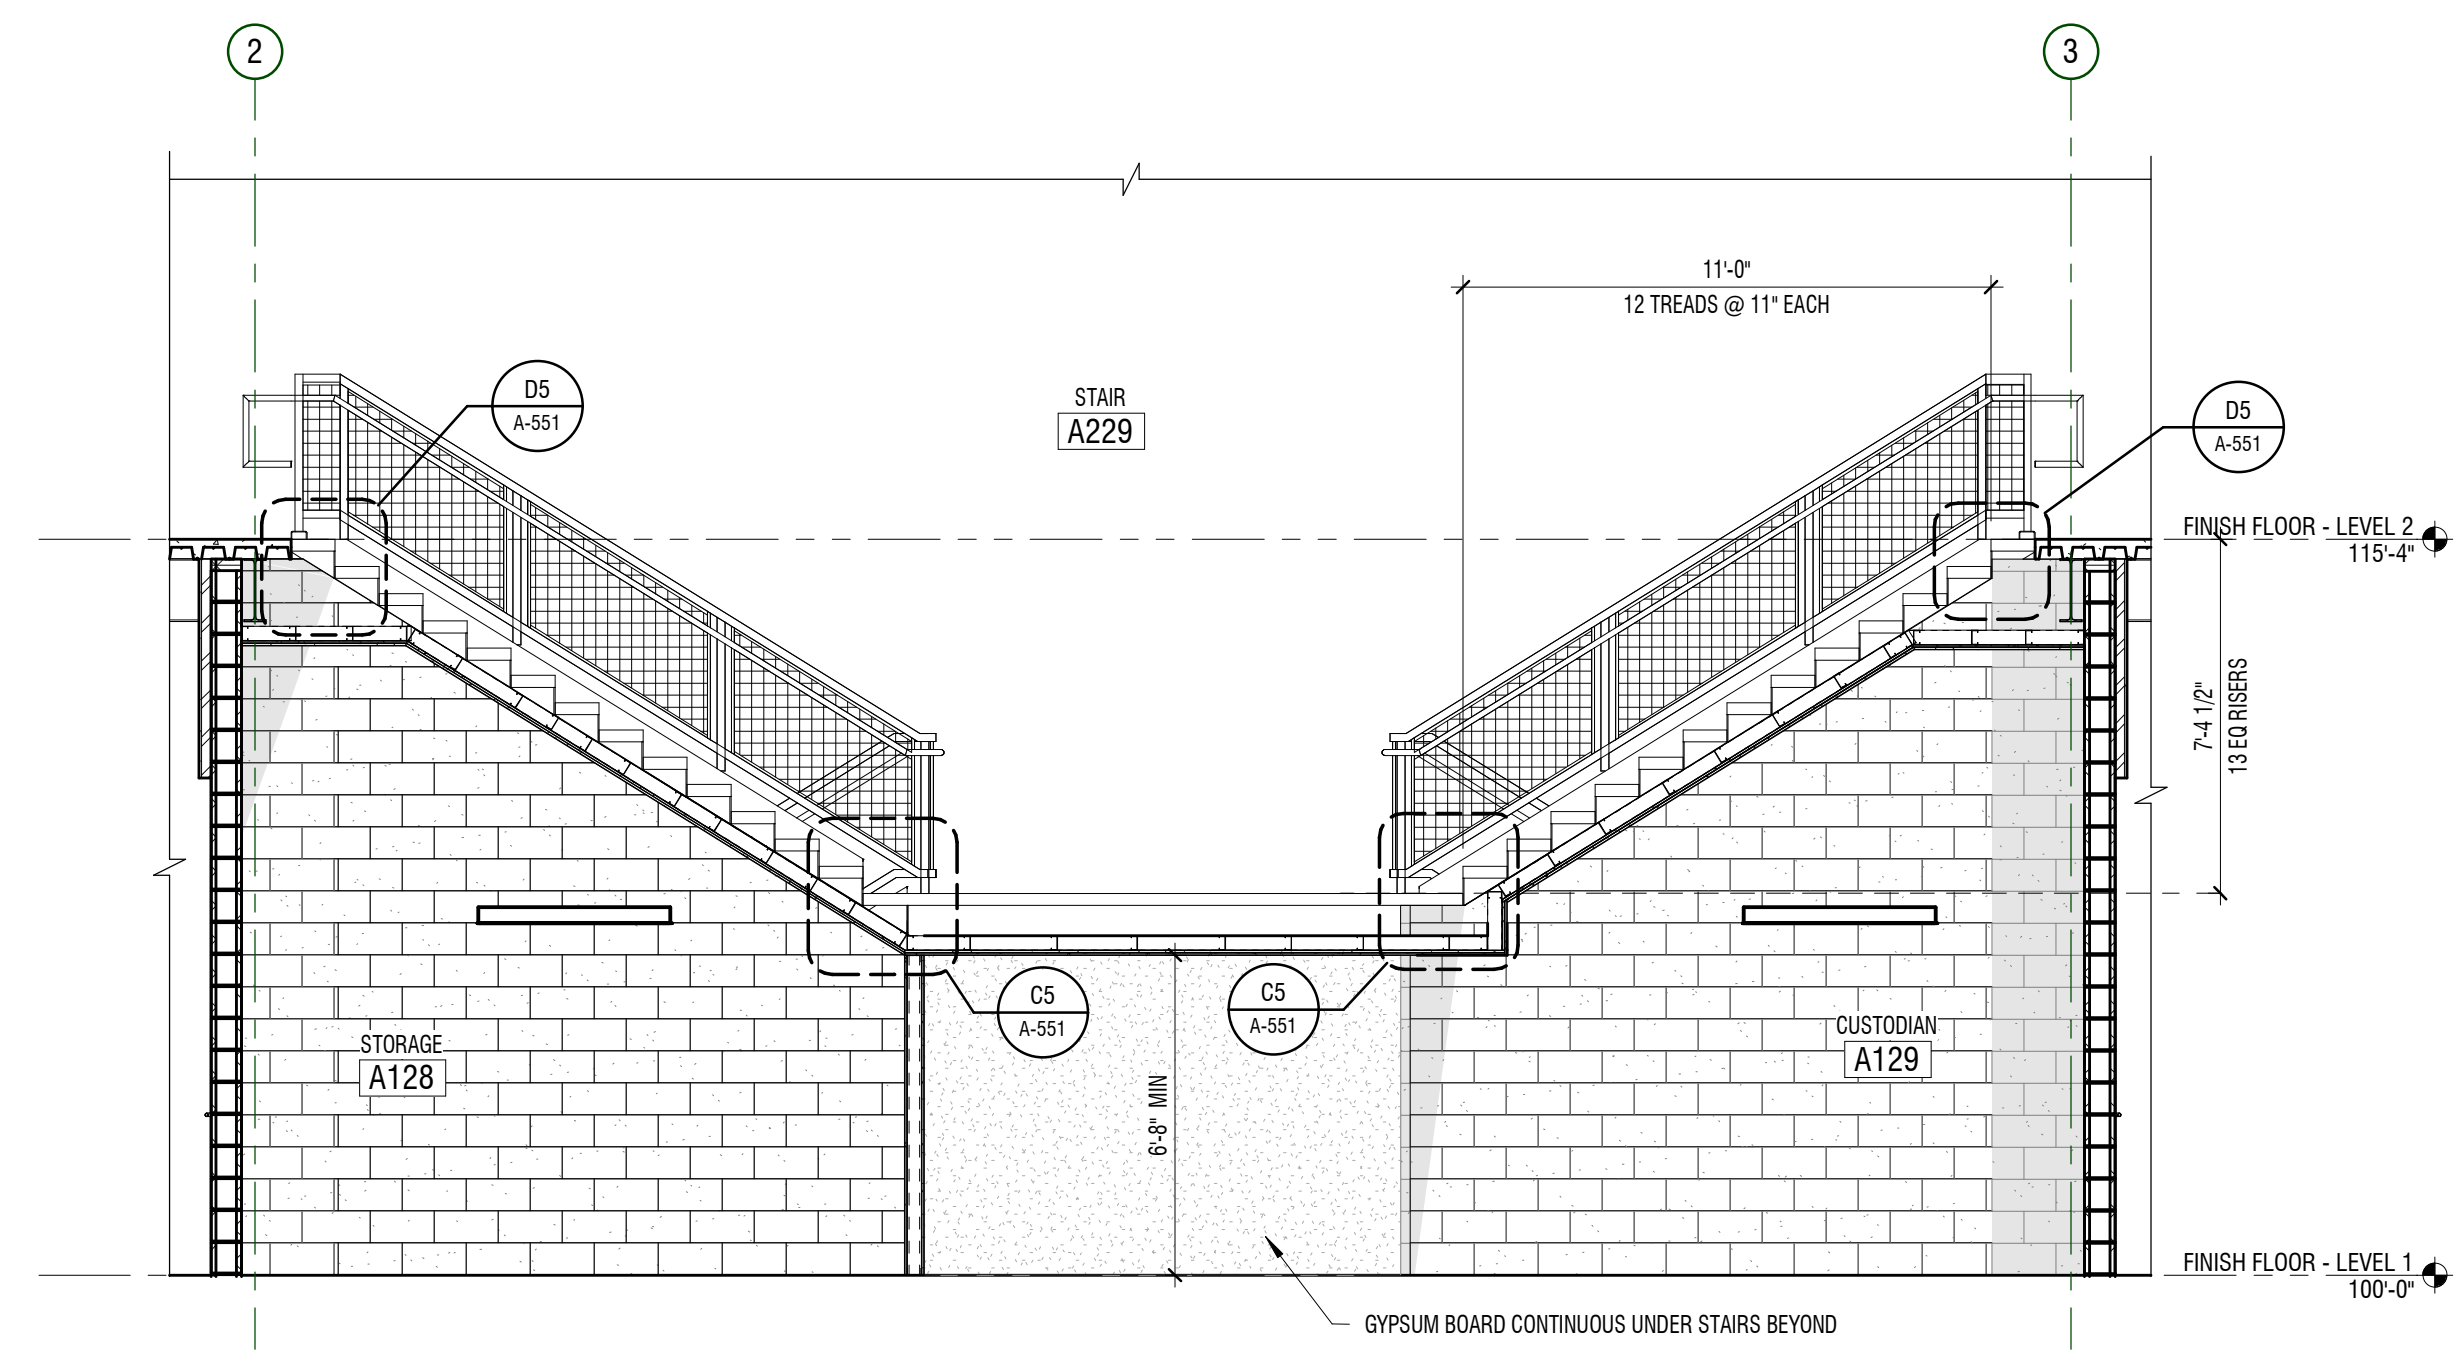 2
3
11'-0"
12 TREADS @ 11" EACH
D5
A-551
STAIR
A229
D5
A-551
FINISH FLOOR - LEVEL 2
115'-4"
7'-4 1/2"
13 EQ RISERS
C5
A-551
C5
A-551
STORAGE
A128
CUSTODIAN
A129
6'-8" MIN
FINISH FLOOR - LEVEL 1
100'-0"
GYPSUM BOARD CONTINUOUS UNDER STAIRS BEYOND